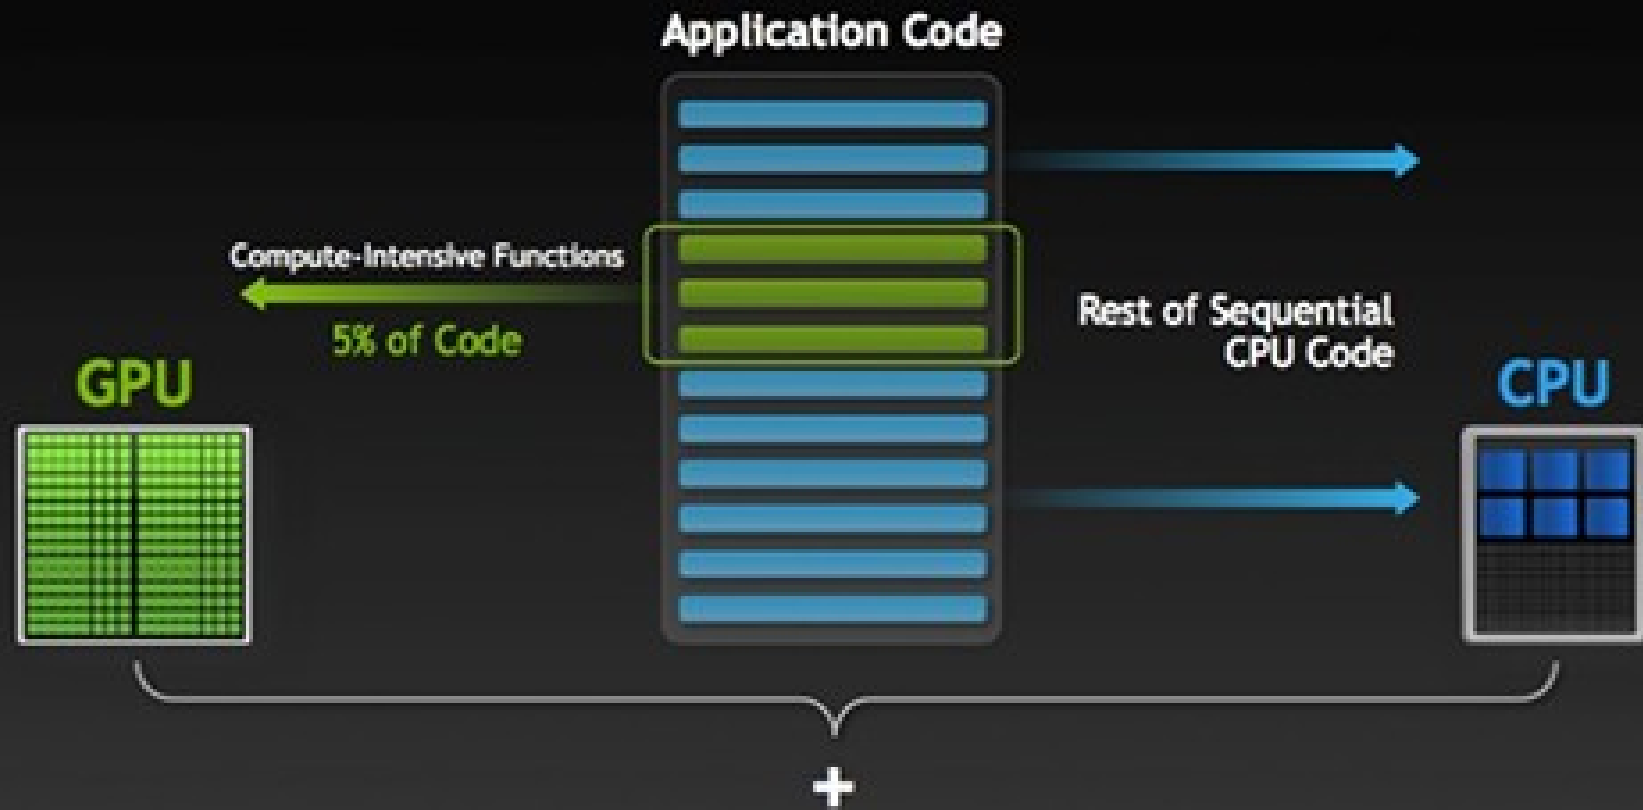 Application Code
Compute-Intensive Functions
5% of Code
Rest of Sequential
CPU Code
GPU
CPU
+